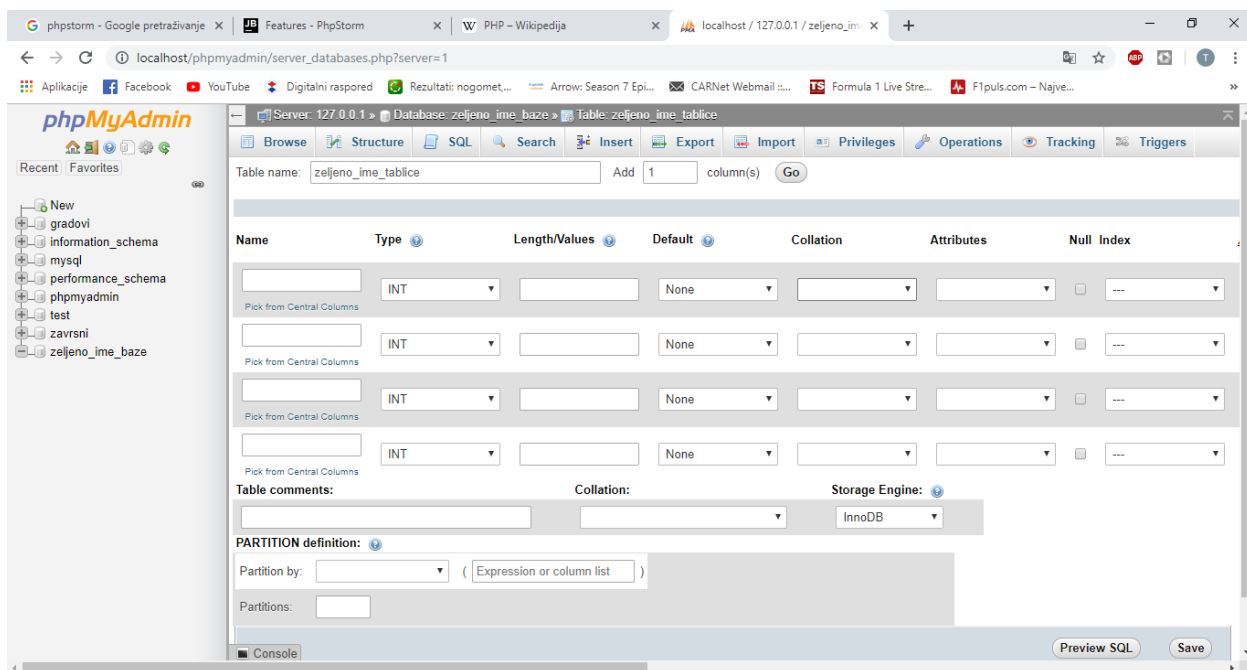 phpstorm - Google pretraživanje
Features - PhpStorm
PHP – Wikipedija
localhost / 127.0.0.1 / zeljeno_im
localhost/phpmyadmin/server_databases.php?server=1
ABP
T
Aplikacije
Facebook
YouTube
Digitalni raspored
Rezultati: nogomet,...
Arrow: Season 7 Epi...
CARNet Webmail ::...
TS Formula 1 Live Stre...
F1puls.com – Najve...
»
phpMyAdmin
Recent Favorites
New
gradovi
information_schema
mysql
performance_schema
phpmyadmin
test
zavrsni
zeljeno_ime_baze
Server: 127.0.0.1 » Database: zeljeno_ime_baze » Table: zeljeno_ime_tablice
Browse Structure SQL Search Insert Export Import Privileges Operations Tracking Triggers
Table name: zeljeno_ime_tablice Add 1 column(s) Go
Name Type Length/Values Default Collation Attributes Null Index
INT None ---
Pick from Central Columns
INT None ---
Pick from Central Columns
INT None ---
Pick from Central Columns
INT None ---
Pick from Central Columns
Table comments: Collation: Storage Engine:
InnoDB
PARTITION definition:
Partition by: ( Expression or column list )
Partitions:
Preview SQL Save
Console